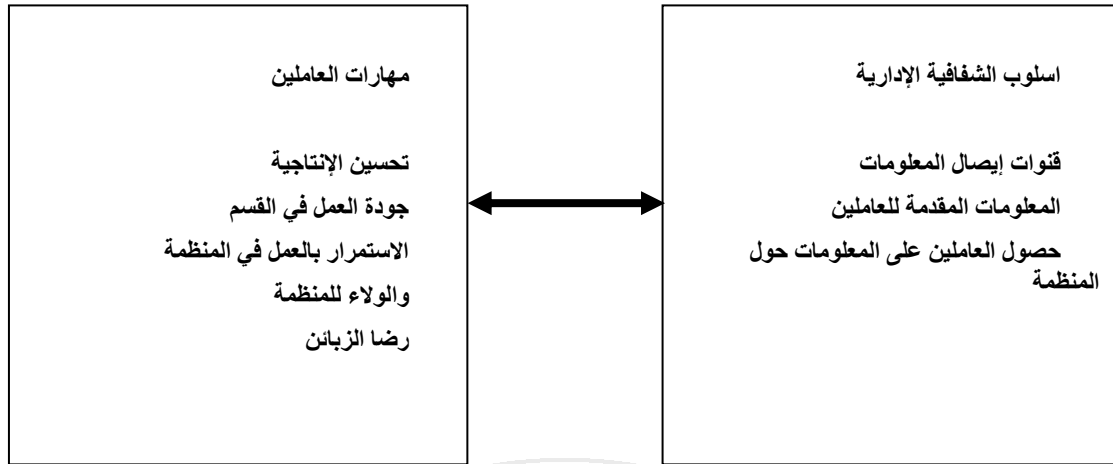 اسلوب الشفافية الإدارية
قنوات إيصال المعلومات
المعلومات المقدمة للعاملين
حصول العاملين على المعلومات حول
المنظمة
مهارات العاملين
تحسين الإنتاجية
جودة العمل في القسم
الاستمرار بالعمل في المنظمة
والولاء للمنظمة
رضا الزبائن